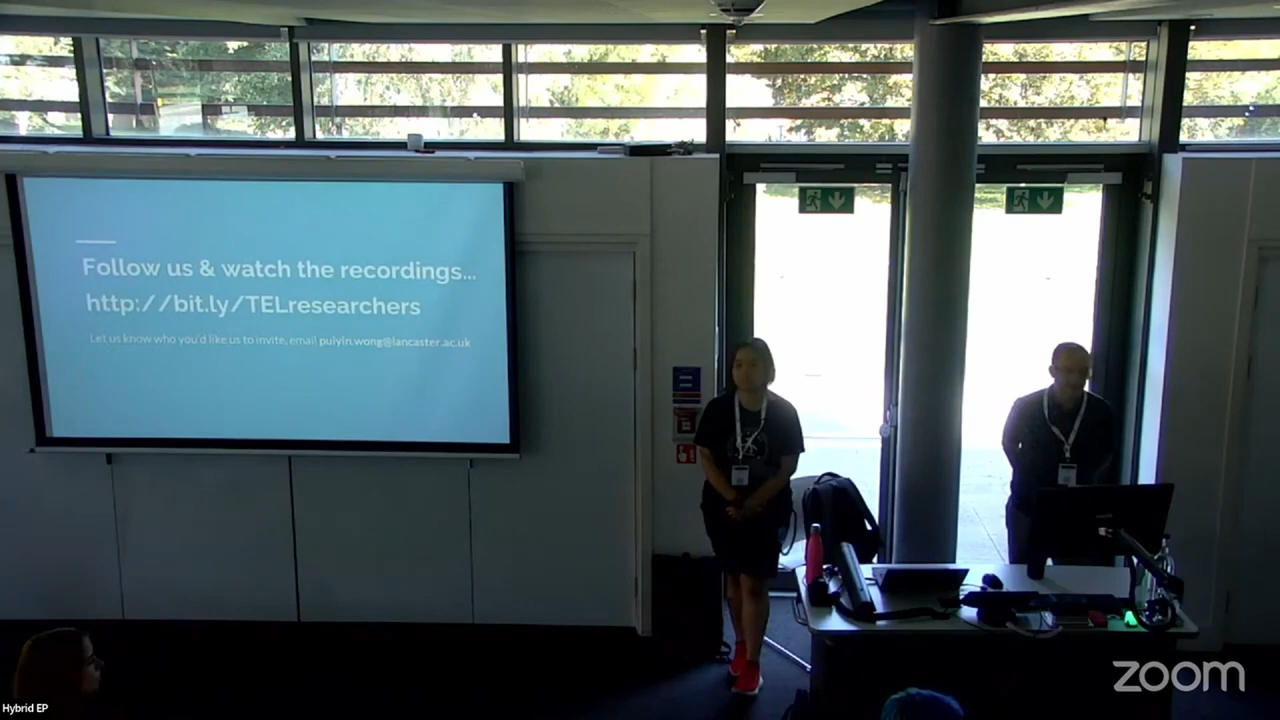 Follow us & watch the recordings...
http://bit.ly/TELresearchers
Let us know who you'd like us to invite, email puiyin.wong@lancaster.ac.uk
Hybrid EP
zoom